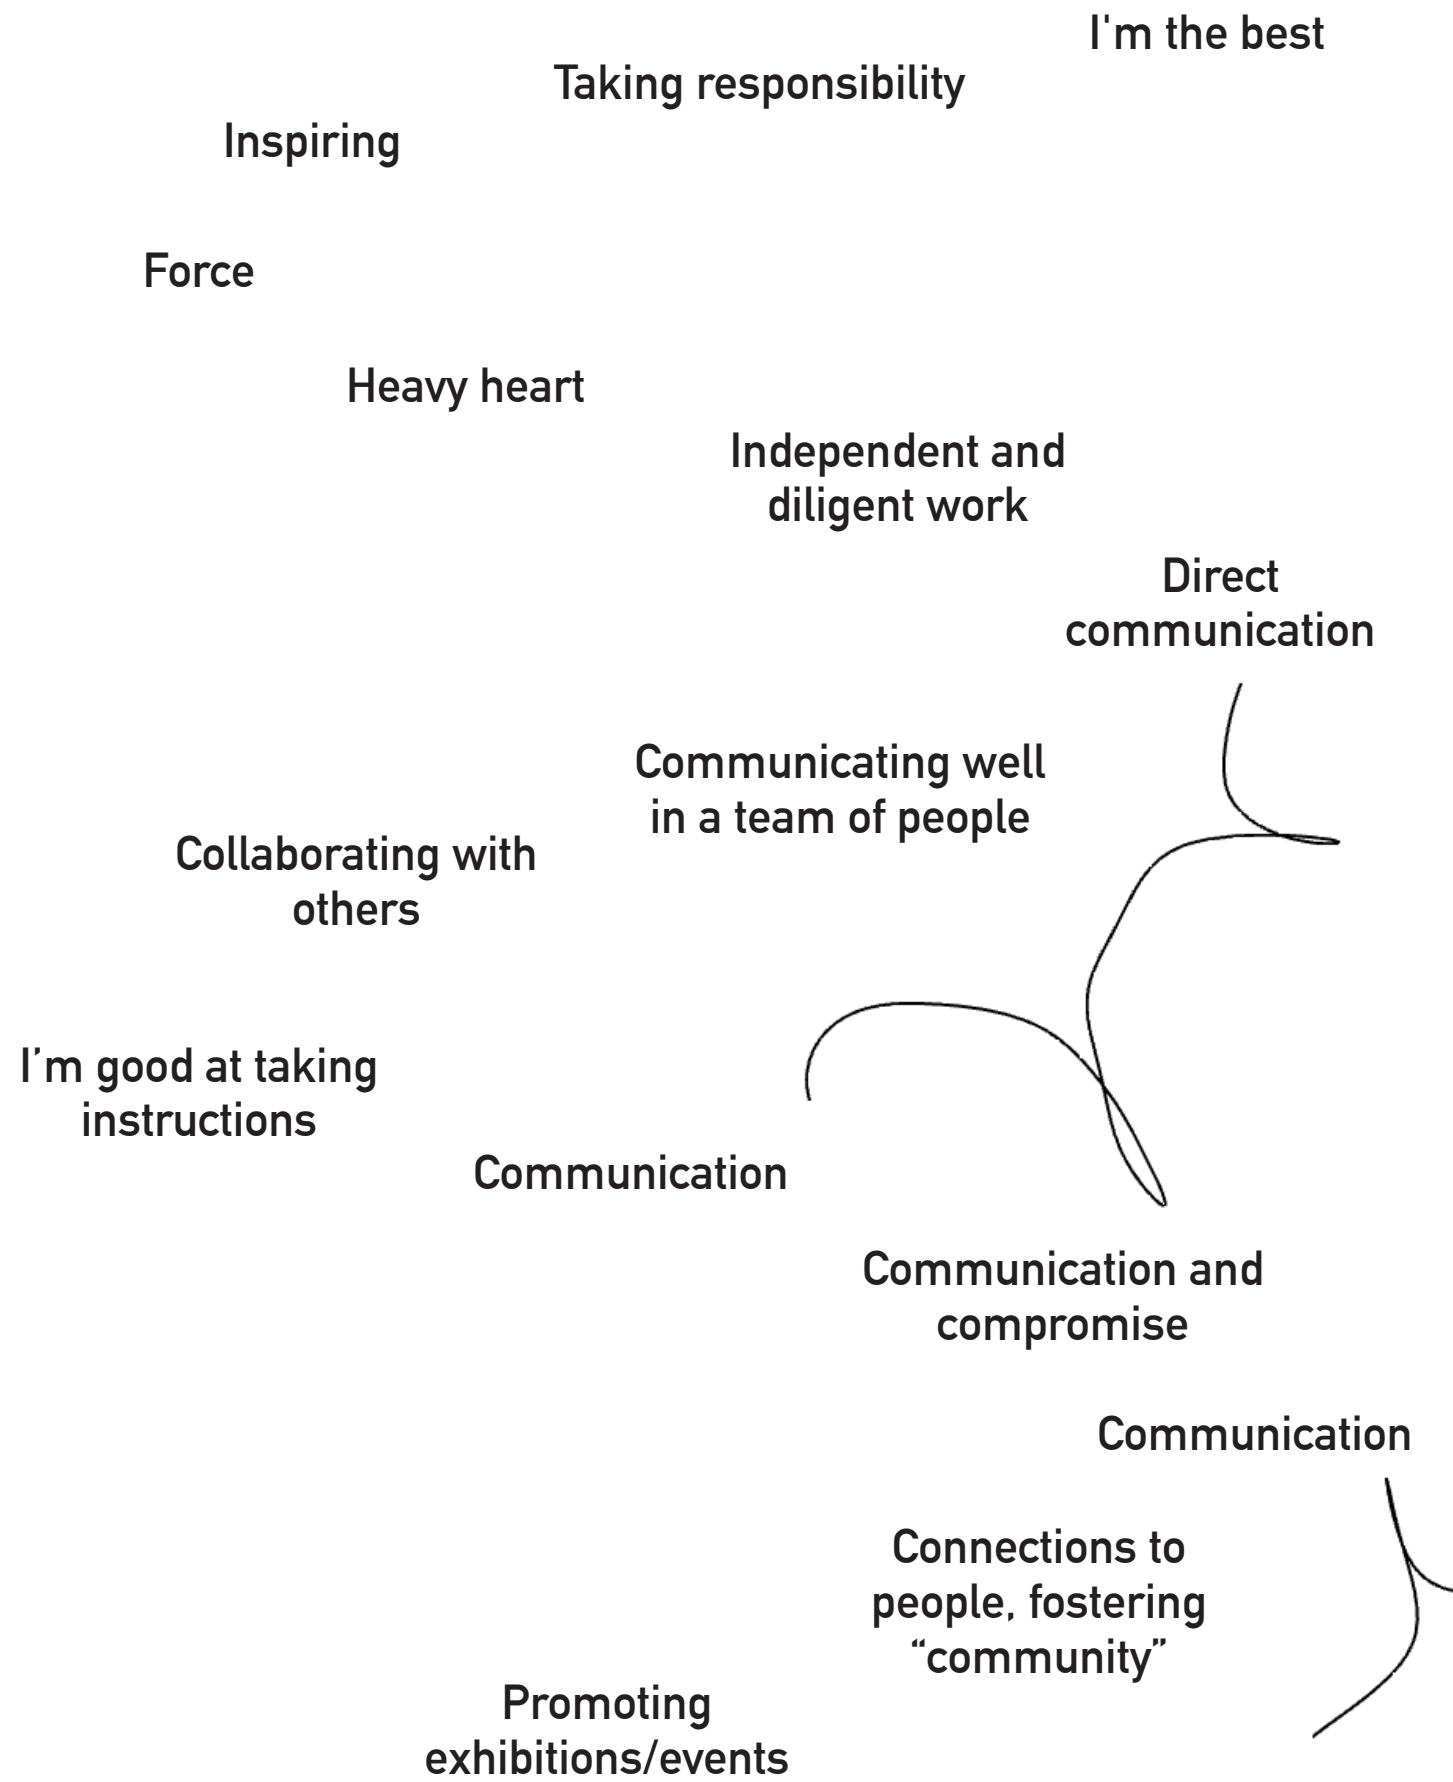 I'm the best
Taking responsibility
Inspiring
Force
Heavy heart
Independent and
diligent work
Direct
communication
Communicating well
in a team of people
Collaborating with
others
I’m good at taking
instructions
Communication
Communication and
compromise
Communication
Connections to
people, fostering
“community”
Promoting
exhibitions/events